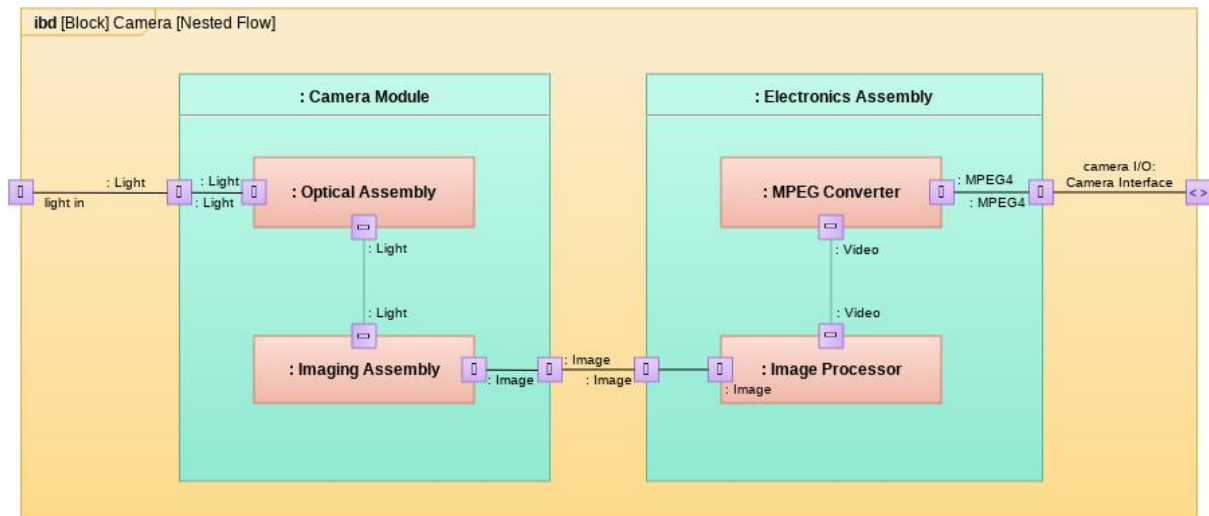 ibd [Block] Camera [Nested Flow]
: Camera Module
: Electronics Assembly
: Light
light in
: Light
: Light
: Optical Assembly
: Light
: Light
: Imaging Assembly
: Image
: Image
: Image
: MPEG Converter
: MPEG4
: MPEG4
camera I/O:
Camera Interface
: Video
: Video
: Image Processor
: Image